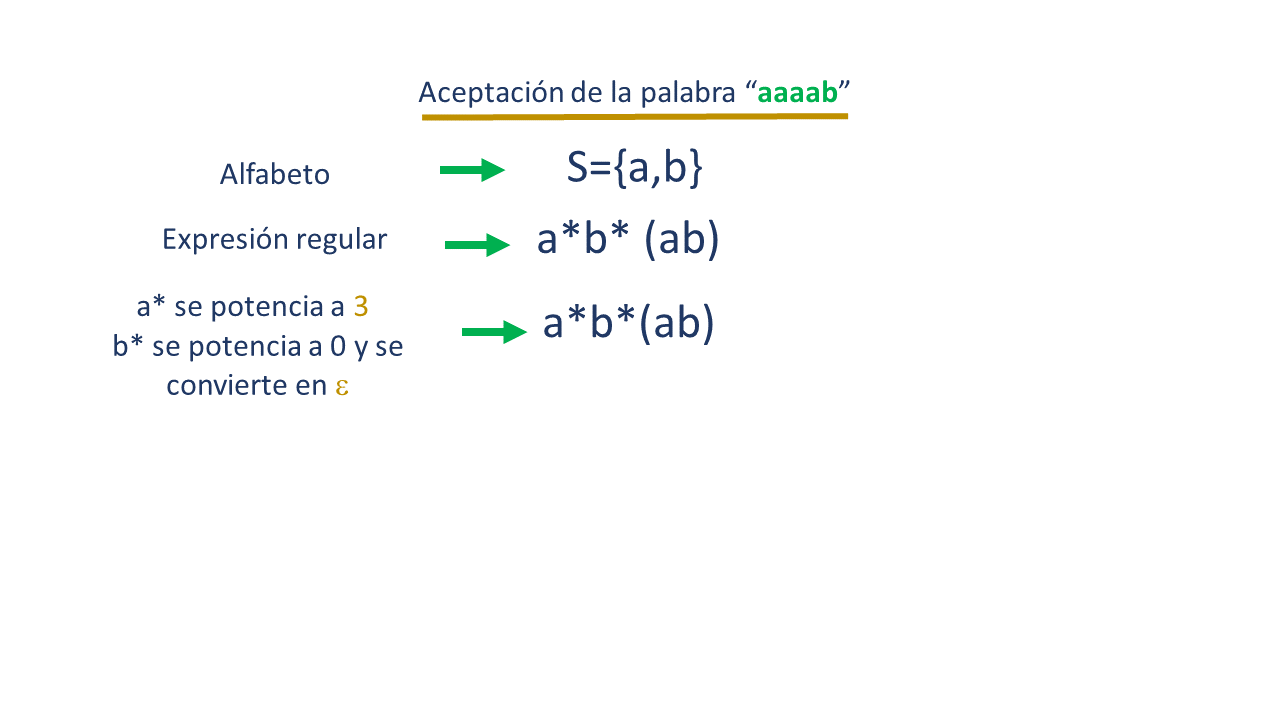 Aceptación de la palabra “aaaab”
Alfabeto
S={a,b}
Expresión regular
a*b* (ab)
a* se potencia a 3
b* se potencia a 0 y se
convierte en ε
a*b*(ab)